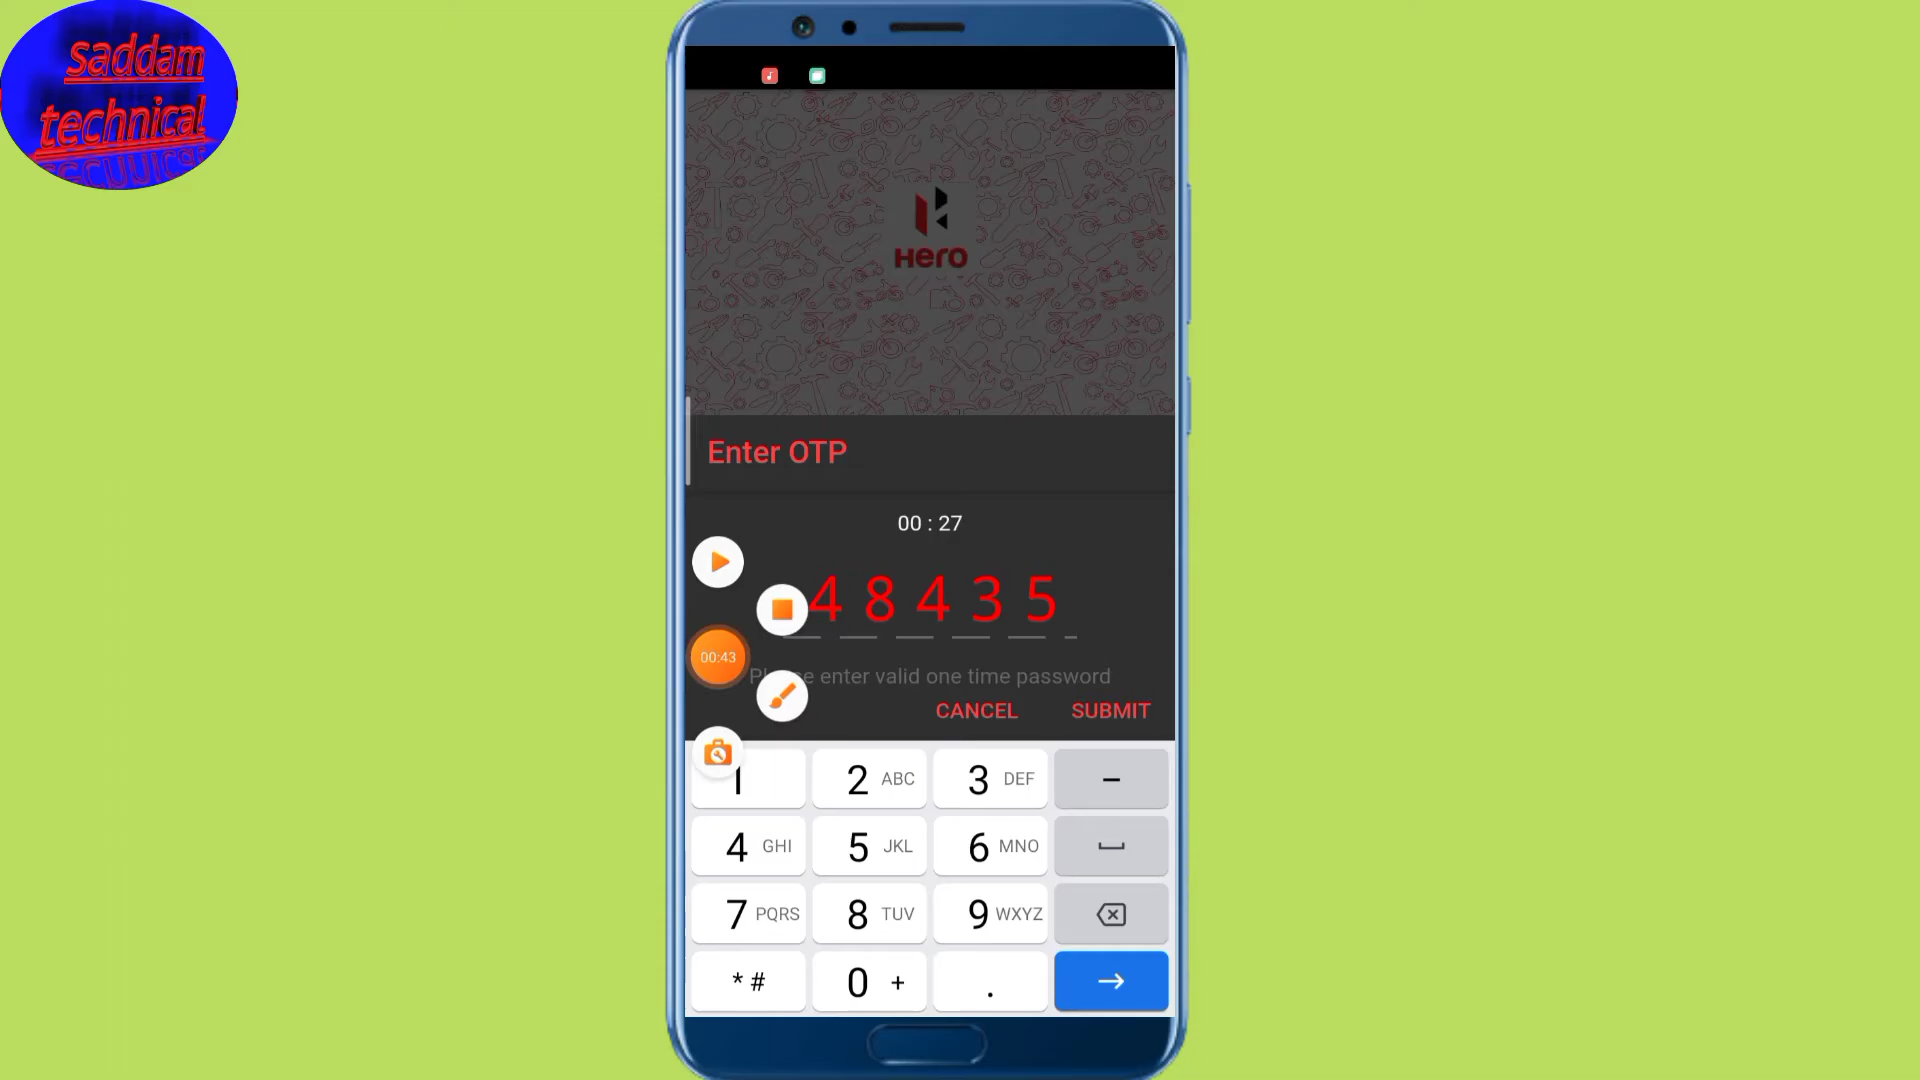 saddam
technical
Hero
Enter OTP
00 : 27
4 8 4 3 5
00:43
enter valid one time password
CANCEL SUBMIT
1 2 ABC 3 DEF –
4 GHI 5 JKL 6 MNO
7 PQRS 8 TUV 9 WXYZ
* # 0 + .